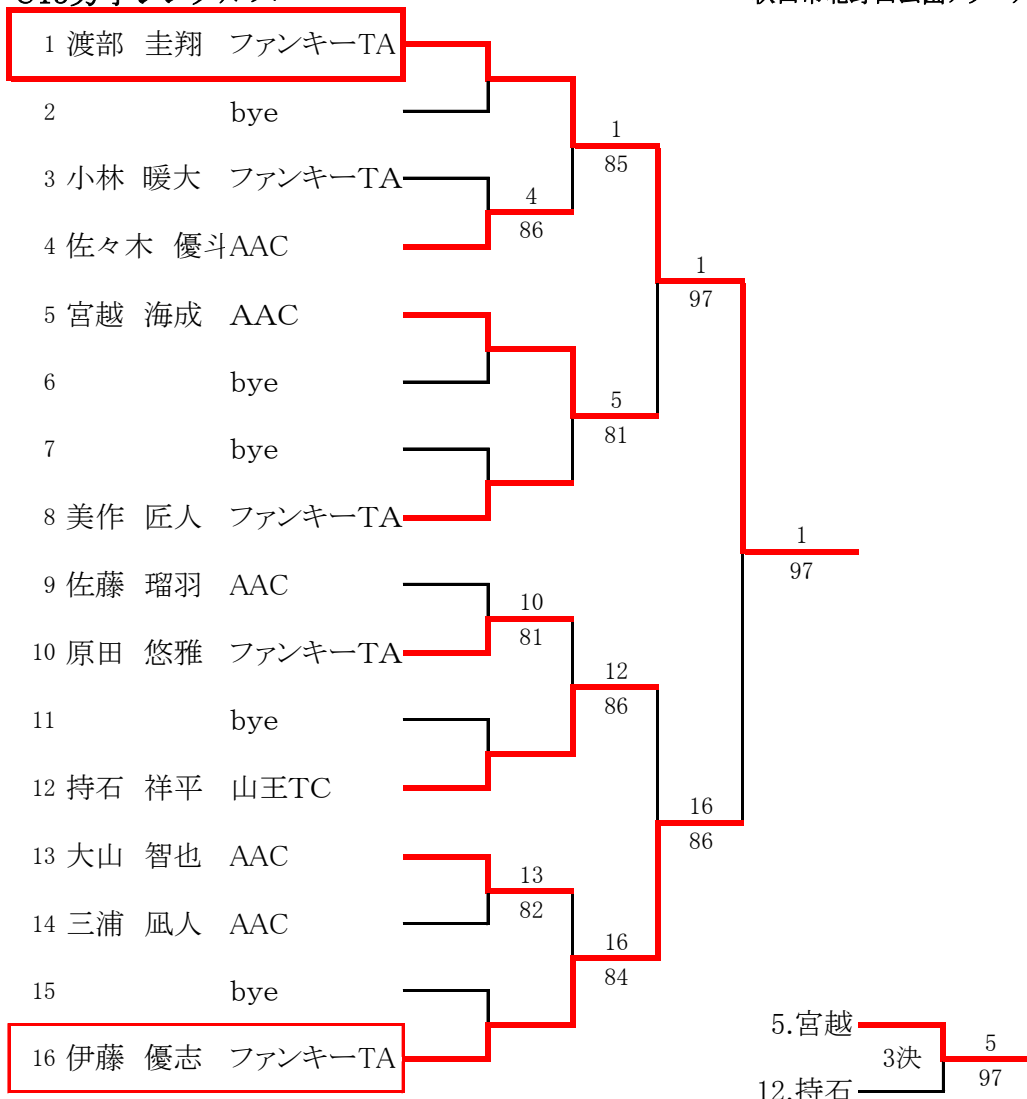 1 渡部 圭翔 ファンキーTA
2 bye
3 小林 暖大 ファンキーTA
4 佐々木 優斗 AAC
5 宮越 海成 AAC
6 bye
7 bye
8 美作 匠人 ファンキーTA
9 佐藤 瑠羽 AAC
10 原田 悠雅 ファンキーTA
11 bye
12 持石 祥平 山王TC
13 大山 智也 AAC
14 三浦 凪人 AAC
15 bye
16 伊藤 優志 ファンキーTA
4
86
10
81
13
82
1
85
5
81
12
86
16
84
1
97
16
86
1
97
5.宮越
3決
12.持石
5
97